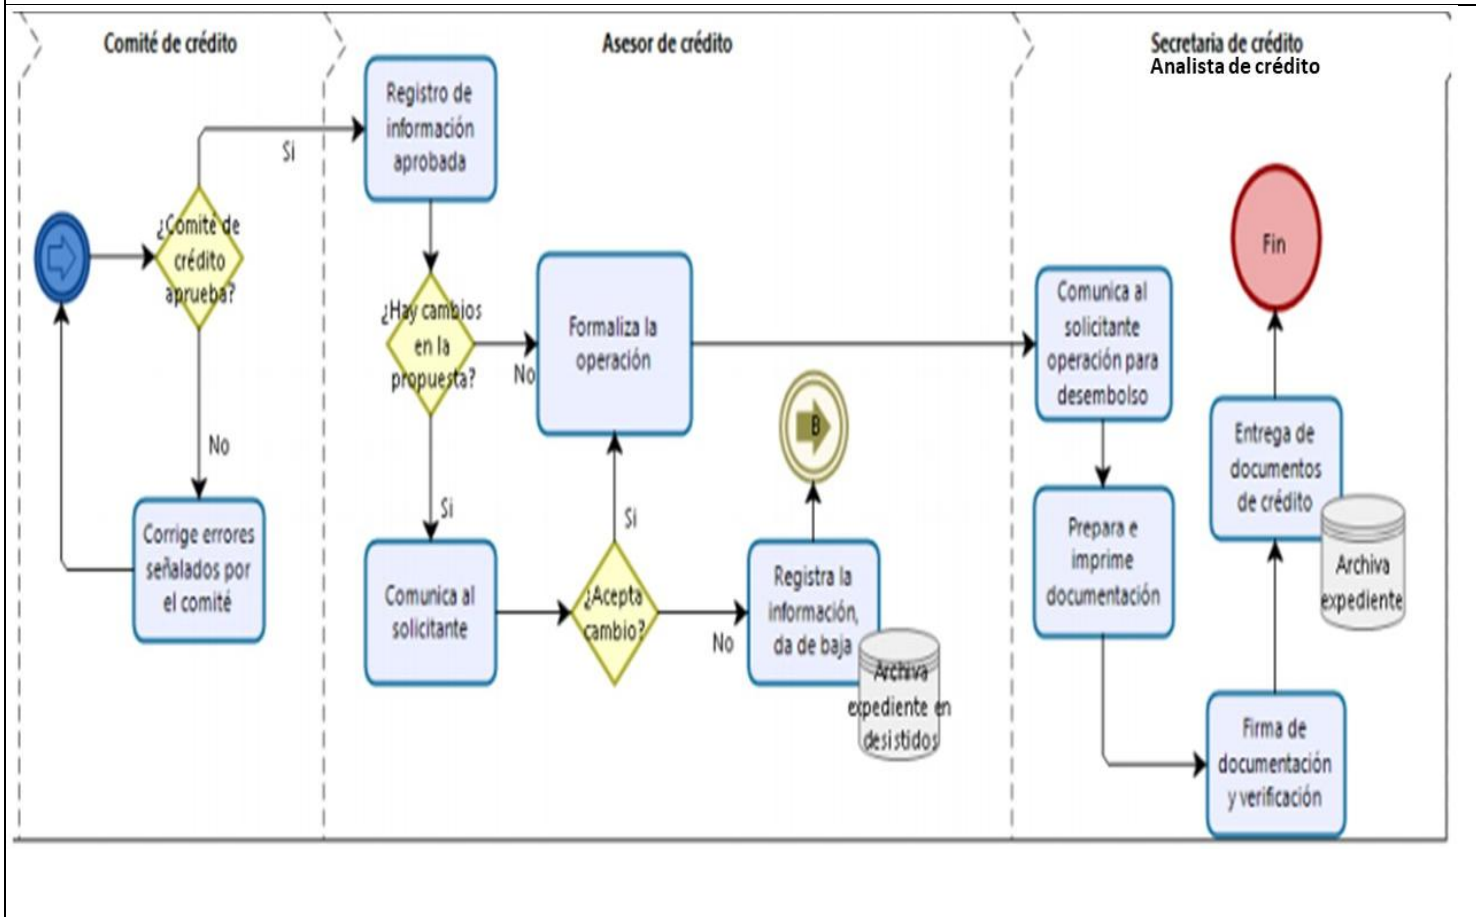 Comité de crédito
Asesor de crédito
Secretaria de crédito
Analista de crédito
¿Comité de
crédito
aprueba?
Si
No
Corrige errores
señalados por
el comité
Registro de
información
aprobada
¿Hay cambios
en la
propuesta?
No
Si
Formaliza la
operación
Comunica al
solicitante
¿Acepta
cambio?
Si
No
Registra la
información,
da de baja
Archiva
expediente en
desistidos
B
Comunica al
solicitante
operación para
desembolso
Prepara e
imprime
documentación
Firma de
documentación
y verificación
Entrega de
documentos
de crédito
Archiva
expediente
Fin